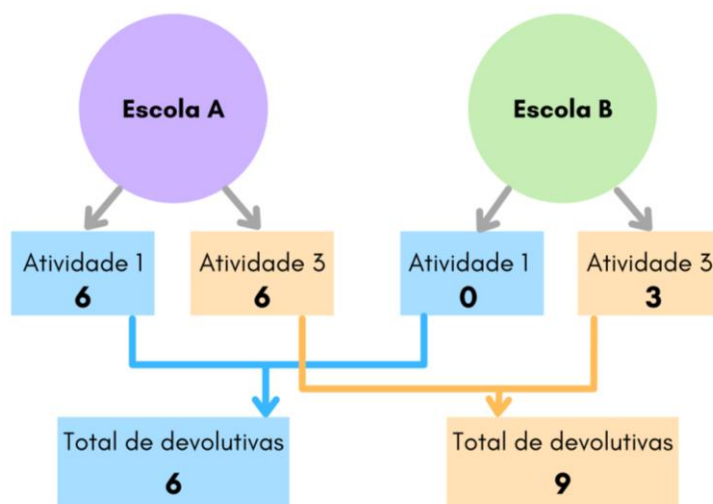 Escola A
Escola B
Atividade 1
6
Atividade 3
6
Atividade 1
0
Atividade 3
3
Total de devolutivas
6
Total de devolutivas
9